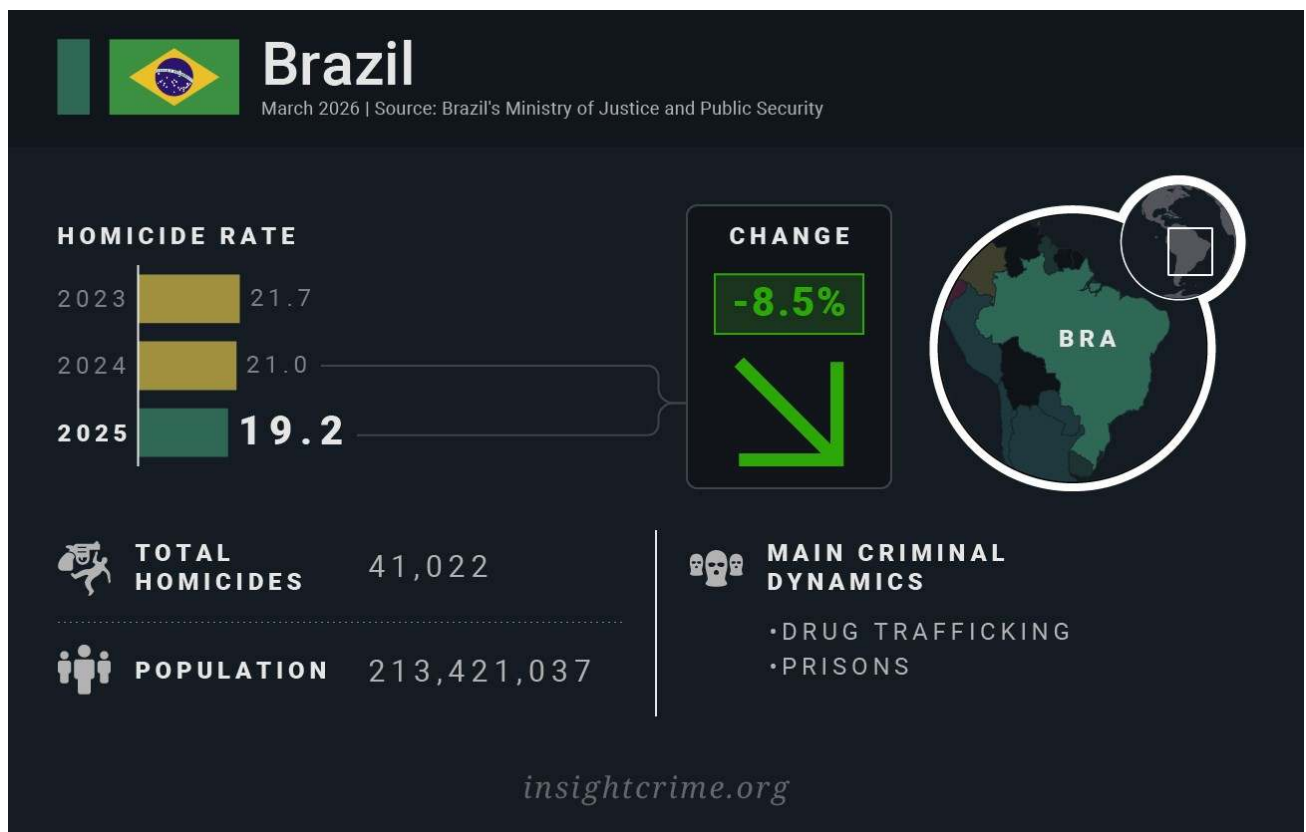 Brazil
March 2026 | Source: Brazil's Ministry of Justice and Public Security
HOMICIDE RATE
2023 21.7
2024 21.0
2025 19.2
CHANGE
-8.5%
BRA
TOTAL
HOMICIDES
41,022
POPULATION 213,421,037
MAIN CRIMINAL
DYNAMICS
•DRUG TRAFFICKING
•PRISONS
insightcrime.org